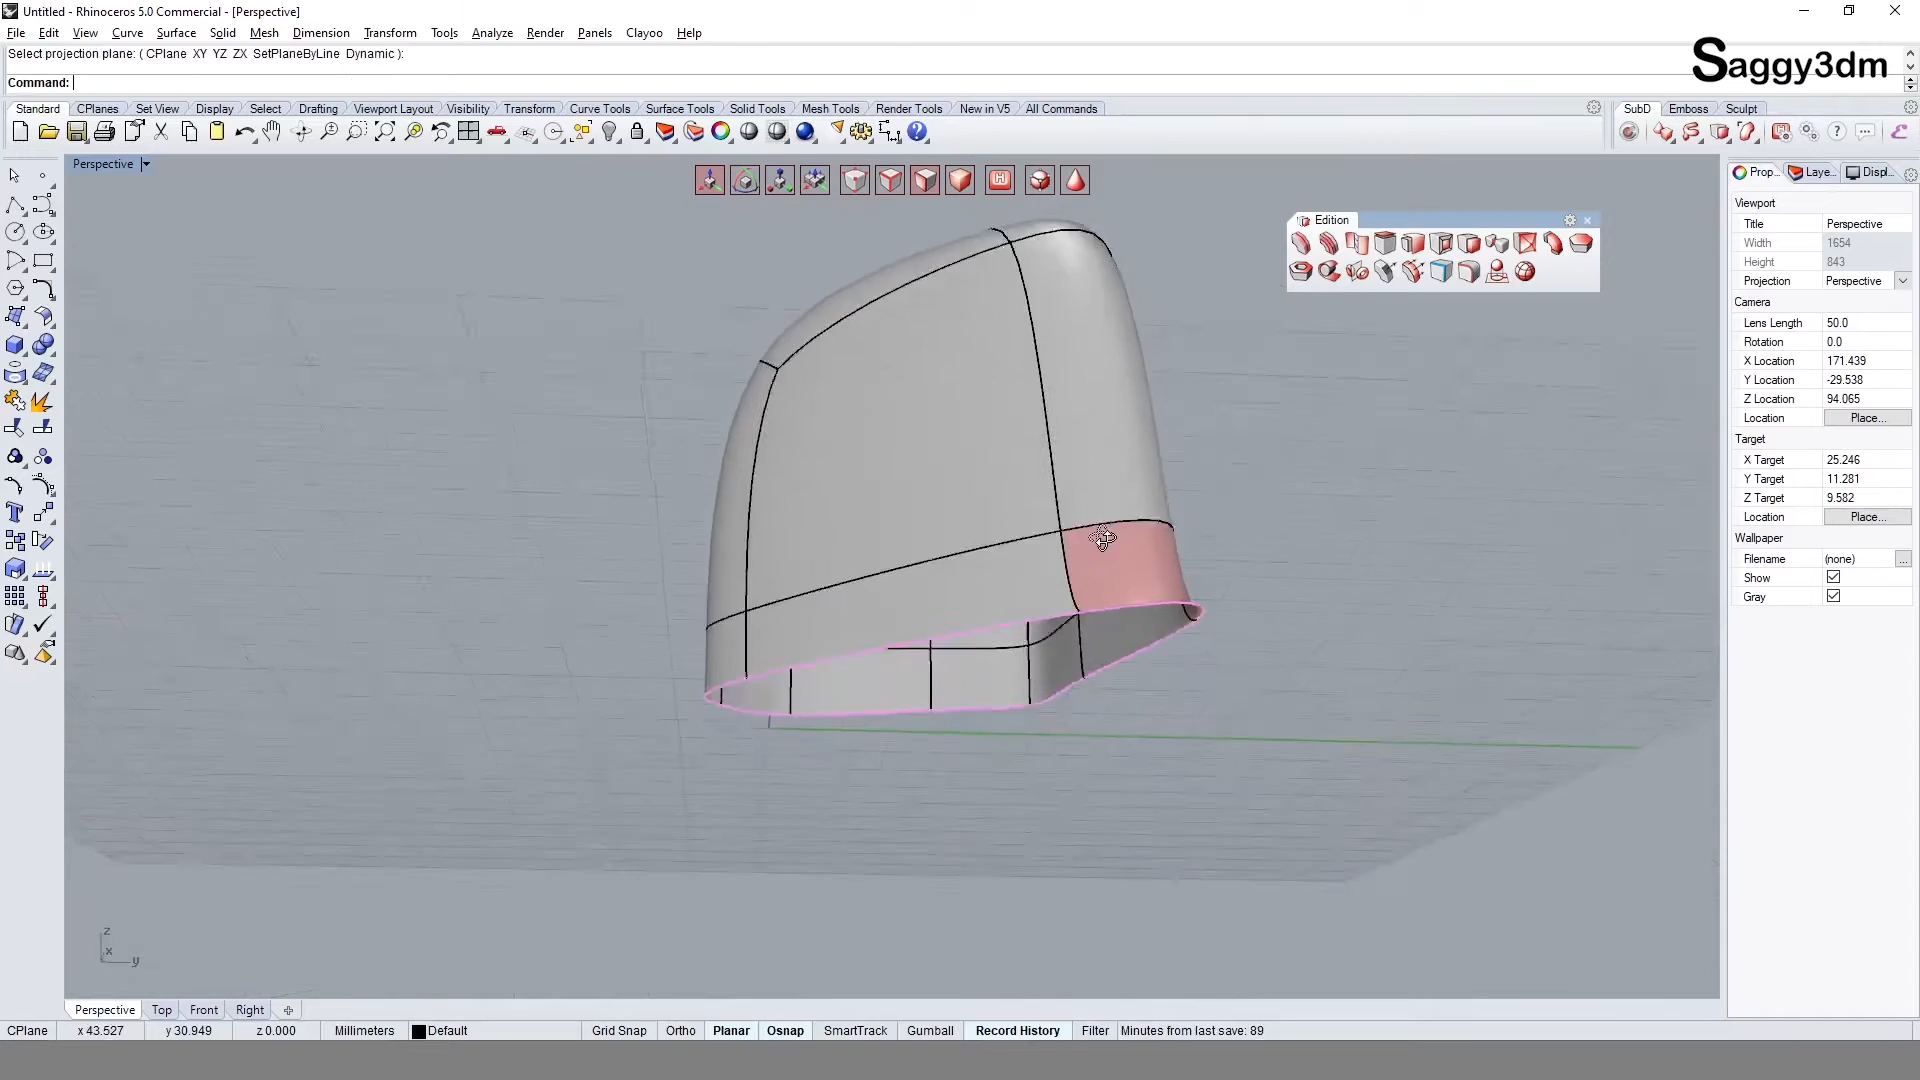 Untitled - Rhinoceros 5.0 Commercial - [Perspective]
File Edit View Curve Surface Solid Mesh Dimension Transform Tools Analyze Render Panels Clayoo Help
Select projection plane: ( CPlane XY YZ ZX SetPlaneByLine Dynamic ):
Saggy3dm
Command:
Standard CPlanes Set View Display Select Drafting Viewport Layout Visibility Transform Curve Tools Surface Tools Solid Tools Mesh Tools Render Tools New in V5 All Commands SubD Emboss Sculpt
Perspective
Prop... Laye... Displ...
Edition
Viewport
Title Perspective
Width 1654
Height 843
Projection Perspective
Camera
Lens Length 50.0
Rotation 0.0
X Location 171.439
Y Location -29.538
Z Location 94.065
Location Place...
Target
X Target 25.246
Y Target 11.281
Z Target 9.582
Location Place...
Wallpaper
Filename (none) ...
Show
Gray
z
x
y
Perspective Top Front Right
CPlane x 43.527 y 30.949 z 0.000 Millimeters Default Grid Snap Ortho Planar Osnap SmartTrack Gumball Record History Filter Minutes from last save: 89